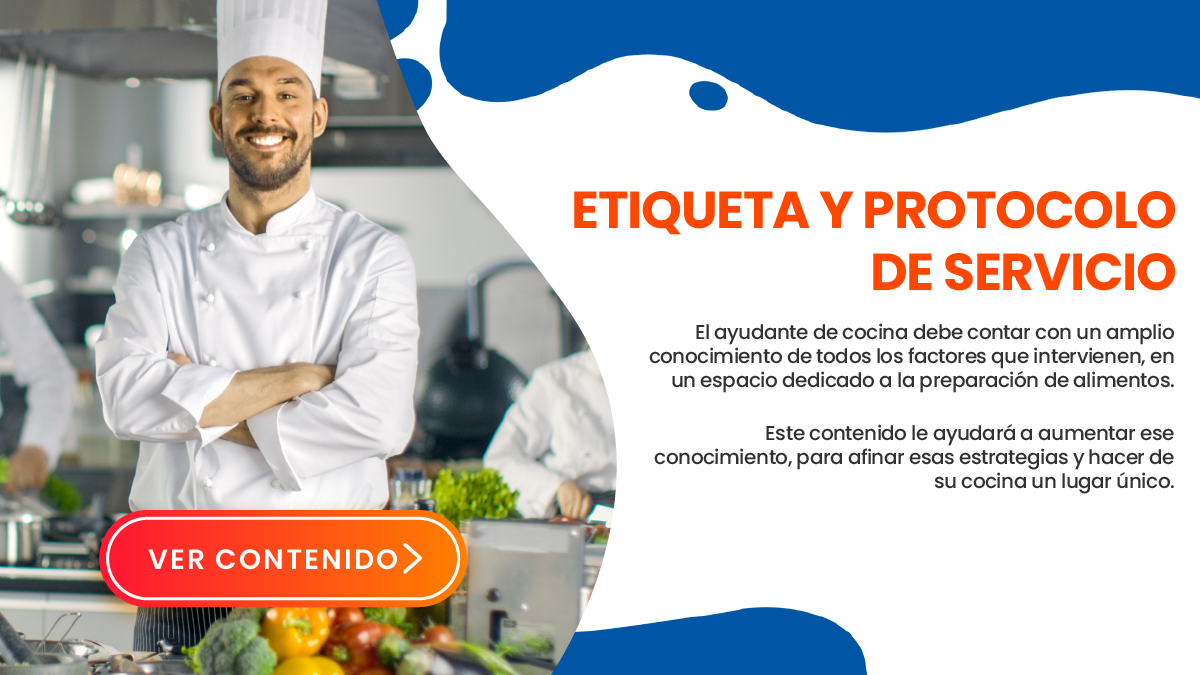 ETIQUETA Y PROTOCOLO
DE SERVICIO
El ayudante de cocina debe contar con un amplio
conocimiento de todos los factores que intervienen, en
un espacio dedicado a la preparación de alimentos.
Este contenido le ayudará a aumentar ese
conocimiento, para afinar esas estrategias y hacer de
su cocina un lugar único.
VER CONTENIDO